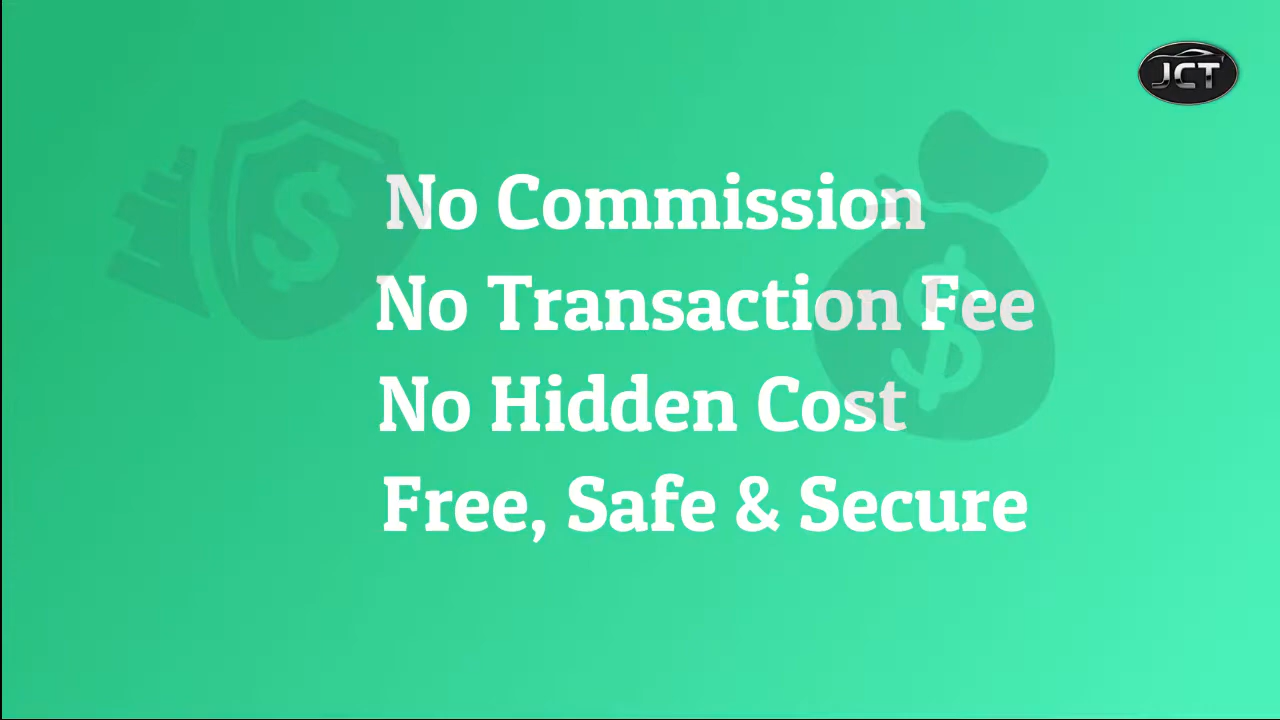 JCT
No Commission
No Transaction Fee
No Hidden Cost
Free, Safe & Secure